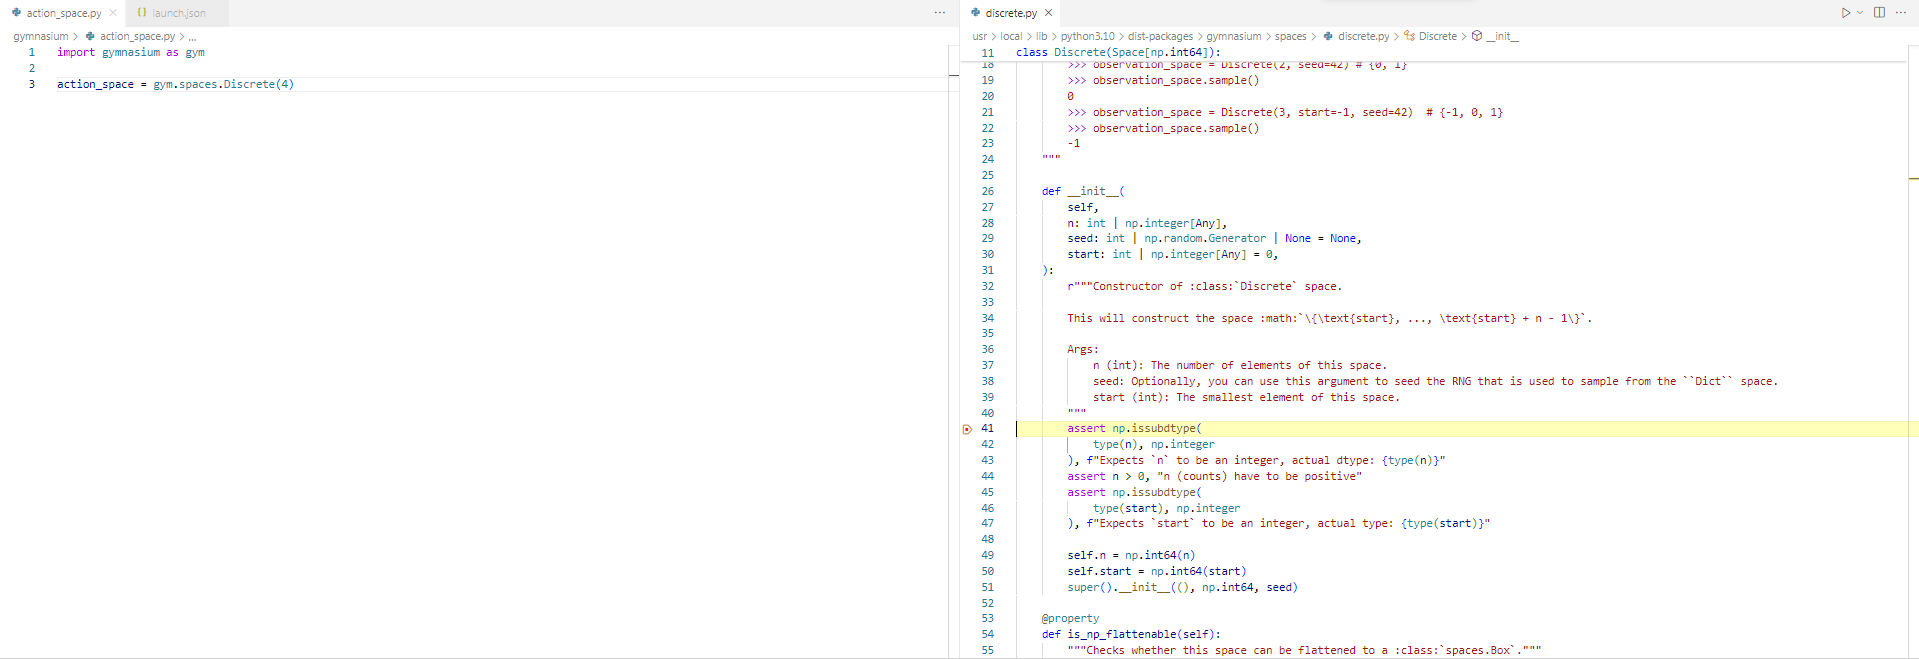 action_space.py
launch.json
gymnasium > action_space.py > ...
1 import gymnasium as gym
2
3 action_space = gym.spaces.Discrete(4)
discrete.py
usr > local > lib > python3.10 > dist-packages > gymnasium > spaces > discrete.py > Discrete > __init__
11 class Discrete(Space[np.int64]):
18 >>> observation_space = Discrete(2, seed=42) # {0, 1}
19 >>> observation_space.sample()
20 0
21 >>> observation_space = Discrete(3, start=-1, seed=42)  # {-1, 0, 1}
22 >>> observation_space.sample()
23 -1
24 """
25
26 def __init__(
27 self,
28 n: int | np.integer[Any],
29 seed: int | np.random.Generator | None = None,
30 start: int | np.integer[Any] = 0,
31 ):
32 r"""Constructor of :class:`Discrete` space.
33
34 This will construct the space :math:`\{\text{start}, ..., \text{start} + n - 1\}`.
35
36 Args:
37 n (int): The number of elements of this space.
38 seed: Optionally, you can use this argument to seed the RNG that is used to sample from the ``Dict`` space.
39 start (int): The smallest element of this space.
40 """
41 assert np.issubdtype(
42 type(n), np.integer
43 ), f"Expects `n` to be an integer, actual dtype: {type(n)}"
44 assert n > 0, "n (counts) have to be positive"
45 assert np.issubdtype(
46 type(start), np.integer
47 ), f"Expects `start` to be an integer, actual type: {type(start)}"
48
49 self.n = np.int64(n)
50 self.start = np.int64(start)
51 super().__init__((), np.int64, seed)
52
53 @property
54 def is_np_flattenable(self):
55 """Checks whether this space can be flattened to a :class:`spaces.Box`."""